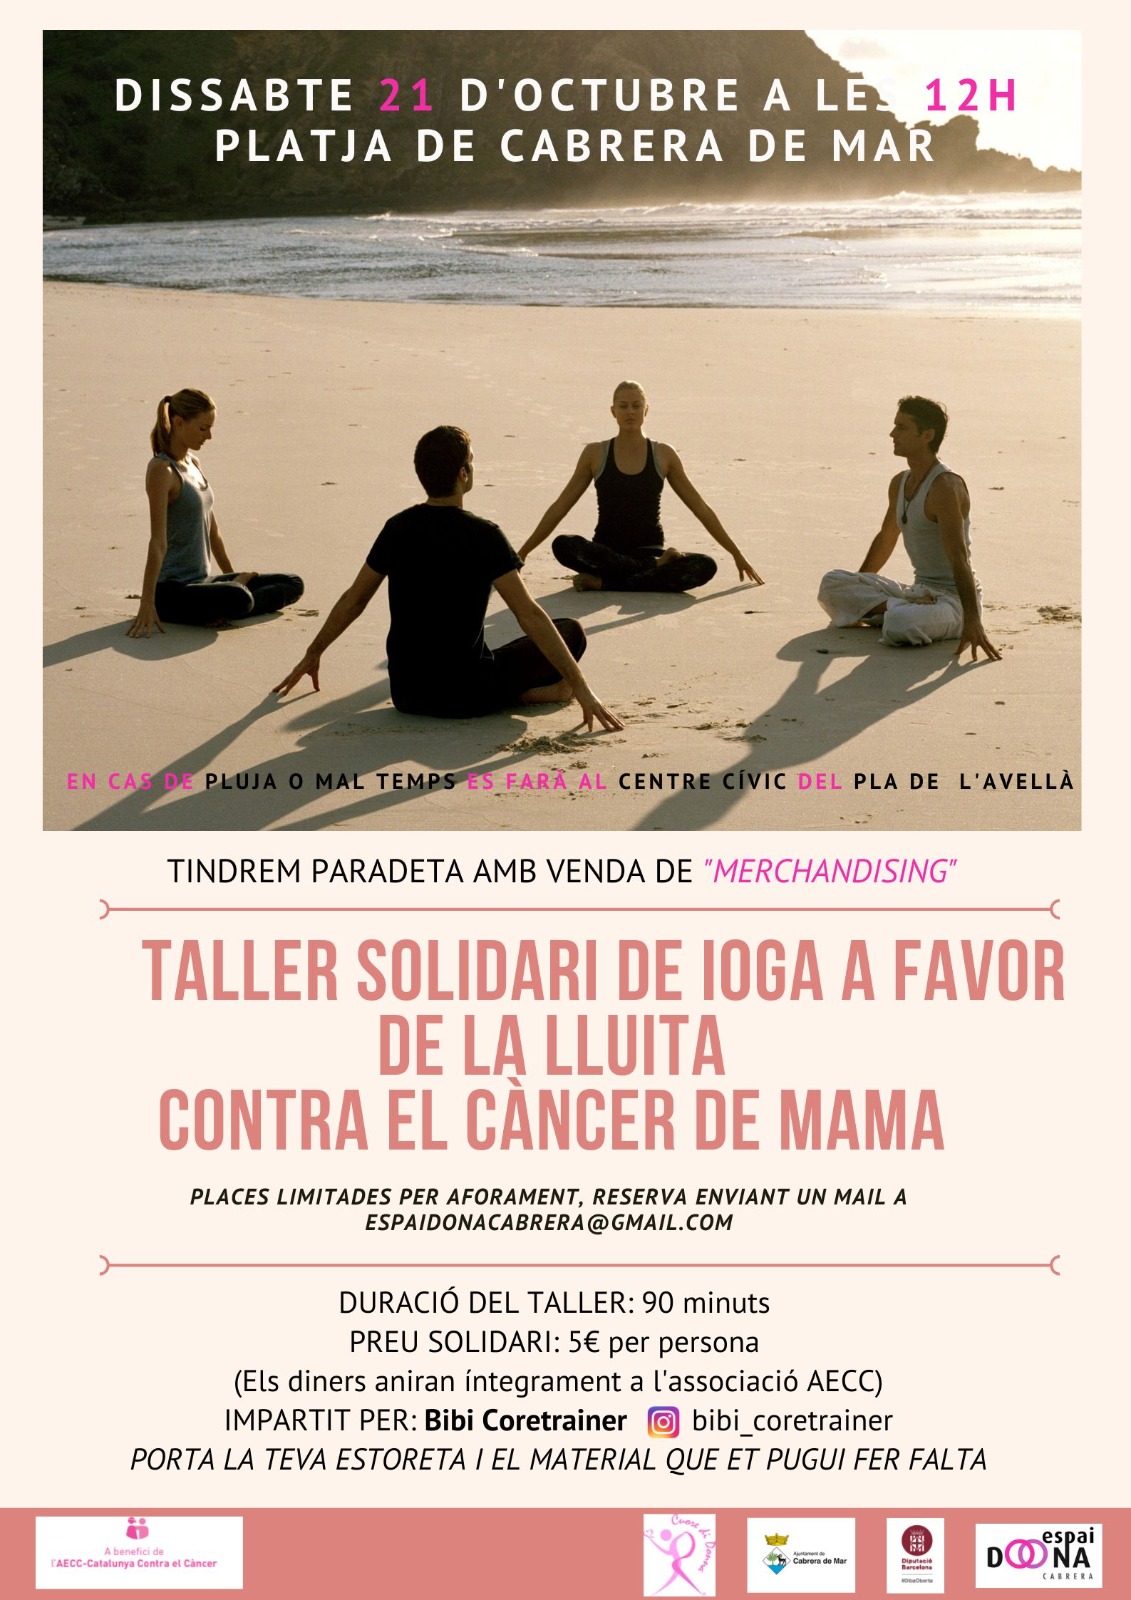 DISSABTE 21 D'OCTUBRE A LES 12H
PLATJA DE CABRERA DE MAR
EN CAS DE PLUJA O MAL TEMPS ES FARÀ AL CENTRE CÍVIC DEL PLA DE L'AVELLÀ
TINDREM PARADETA AMB VENDA DE "MERCHANDISING"
TALLER SOLIDARI DE IOGA A FAVOR
DE LA LLUITA
CONTRA EL CÀNCER DE MAMA
PLACES LIMITADES PER AFORAMENT, RESERVA ENVIANT UN MAIL A
ESPAIDONACABRERA@GMAIL.COM
DURACIÓ DEL TALLER: 90 minuts
PREU SOLIDARI: 5€ per persona
(Els diners aniran íntegrament a l'associació AECC)
IMPARTIT PER: Bibi Coretrainer bibi_coretrainer
PORTA LA TEVA ESTORETA I EL MATERIAL QUE ET PUGUI FER FALTA
A benefici de
l'AECC-Catalunya Contra el Càncer
Cuore di Donna
Ajuntament de
Cabrera de Mar
Diputació
Barcelona
#DibaOberta
espai
DOONA
CABRERA